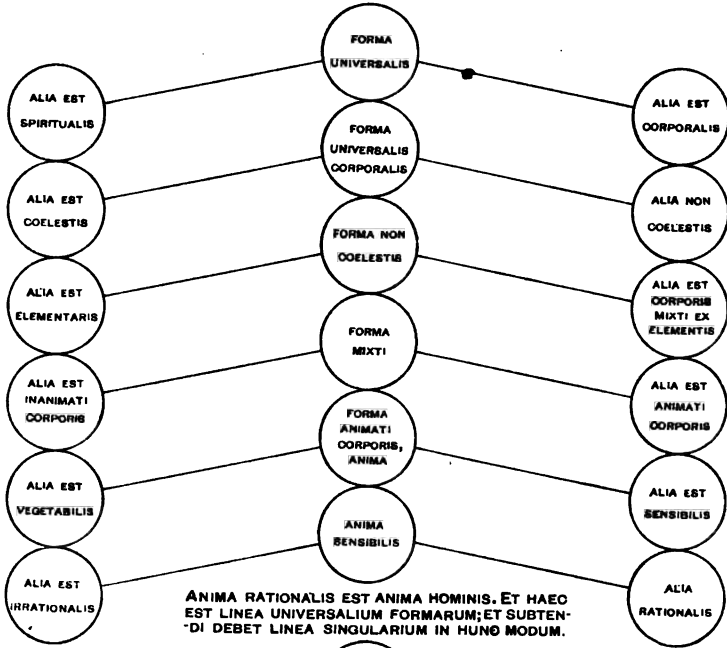 FORMA
UNIVERSALIS
ALIA EST
SPIRITUALIS
ALIA EST
CORPORALIS
FORMA
UNIVERSALIS
CORPORALIS
ALIA EST
COELESTIS
ALIA NON
COELESTIS
FORMA NON
COELESTIS
ALIA EST
ELEMENTARIS
ALIA EST
CORPORIS
MIXTI EX
ELEMENTIS
FORMA
MIXTI
ALIA EST
INANIMATI
CORPORIS
ALIA EST
ANIMATI
CORPORIS
FORMA
ANIMATI
CORPORIS,
ANIMA
ALIA EST
VEGETABILIS
ALIA EST
SENSIBILIS
ANIMA
SENSIBILIS
ALIA EST
IRRATIONALIS
ALIA
RATIONALIS
ANIMA RATIONALIS EST ANIMA HOMINIS. ET HAEC
EST LINEA UNIVERSALIUM FORMARUM; ET SUBTEN-
-DI DEBET LINEA SINGULARIUM IN HUNC MODUM.